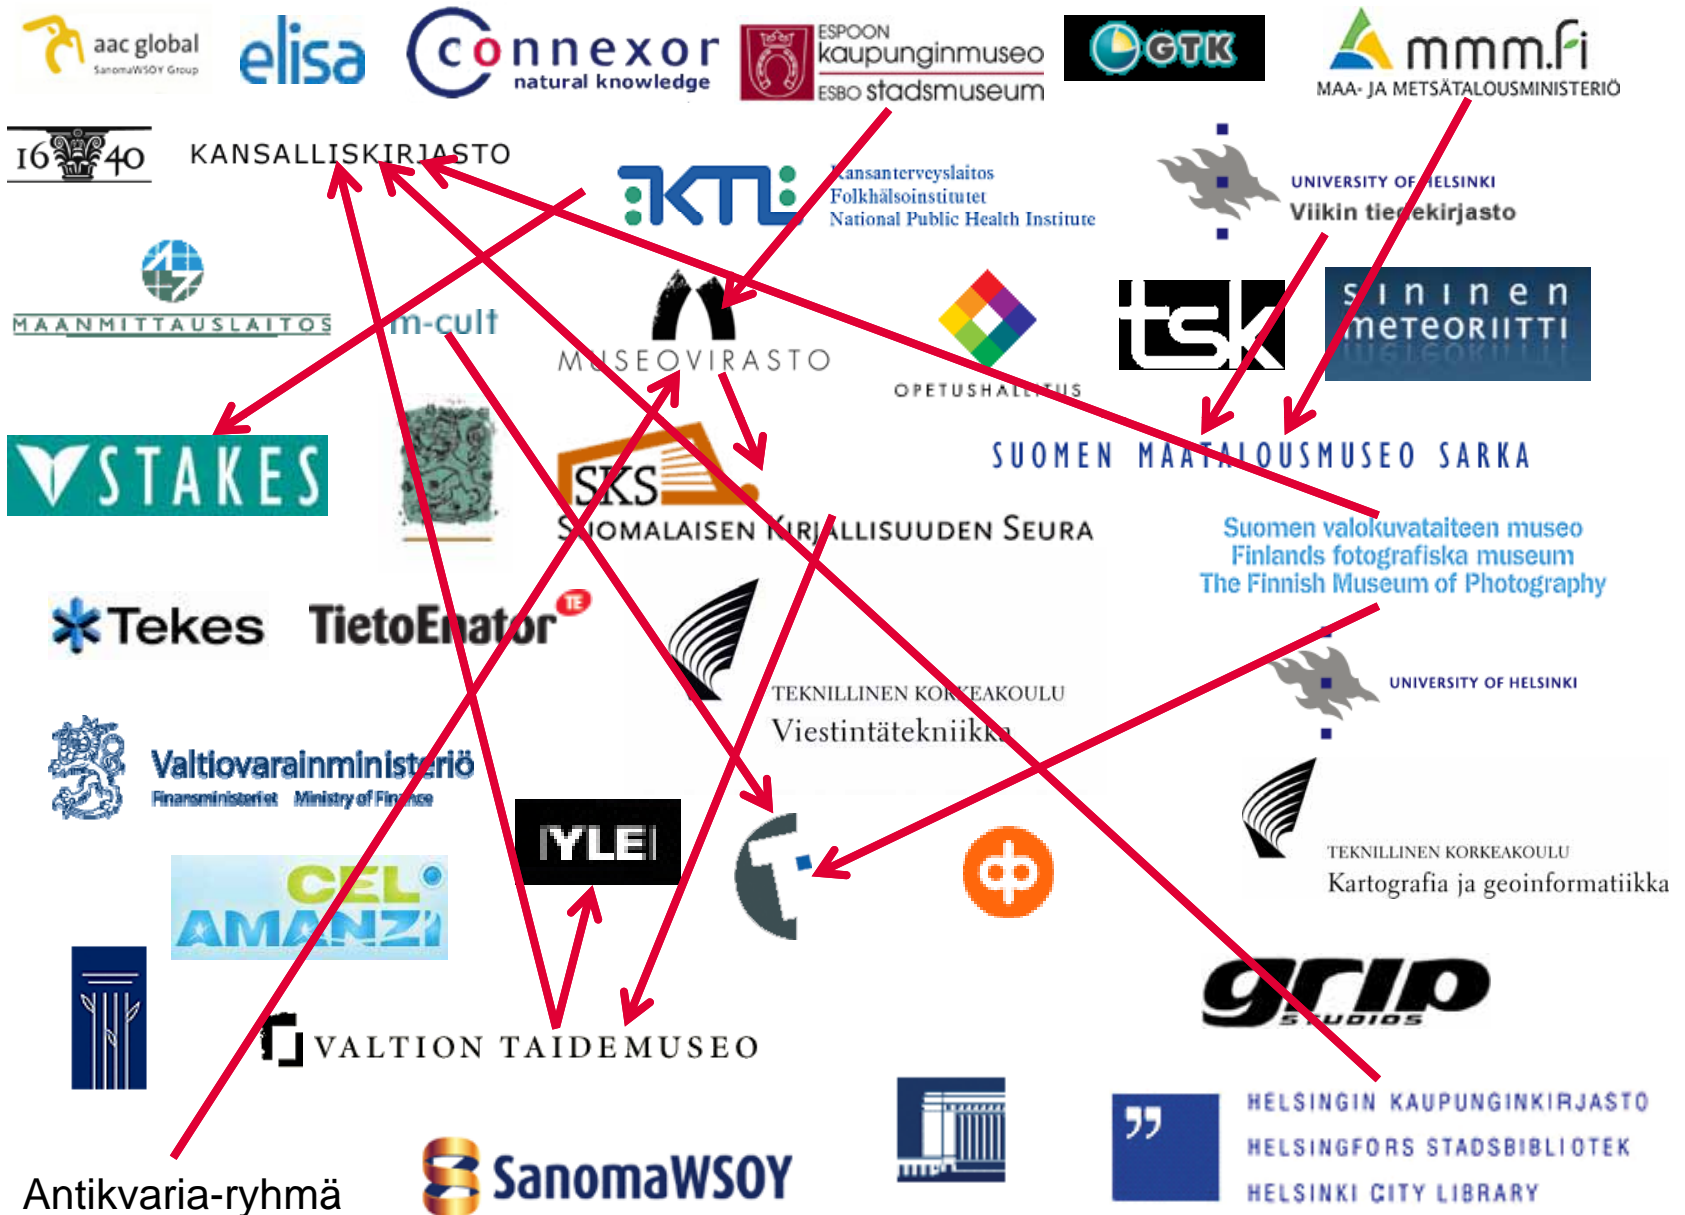 aac global
SanomaWSOY Group
elisa
connexor
natural knowledge
ESPOON
kaupunginmuseo
ESBO stadsmuseum
GTK
mmm.fi
MAA- JA METSÄTALOUSMINISTERIÖ
1640
KANSALLISKIRJASTO
KTL
Kansanterveyslaitos
Folkhälsoinstitutet
National Public Health Institute
UNIVERSITY OF HELSINKI
Viikin tiedekirjasto
MAANMITTAUSLAITOS
m-cult
MUSEOVIRASTO
OPETUSHALLITUS
tsk
sininen
meteoriitti
STAKES
SKS
SUOMALAISEN KIRJALLISUUDEN SEURA
SUOMEN MAATALOUSMUSEO SARKA
Suomen valokuvataiteen museo
Finlands fotografiska museum
The Finnish Museum of Photography
Tekes
TietoEnator TE
TEKNILLINEN KORKEAKOULU
Viestintätekniikka
UNIVERSITY OF HELSINKI
Valtiovarainministeriö
Finansministeriet Ministry of Finance
YLE
T
TEKNILLINEN KORKEAKOULU
Kartografia ja geoinformatiikka
CELO
AMANZI
grip
STUDIOS
VALTION TAIDEMUSEO
HELSINGIN KAUPUNGINKIRJASTO
HELSINGFORS STADSBIBLIOTEK
HELSINKI CITY LIBRARY
Antikvaria-ryhmä
SanomaWSOY